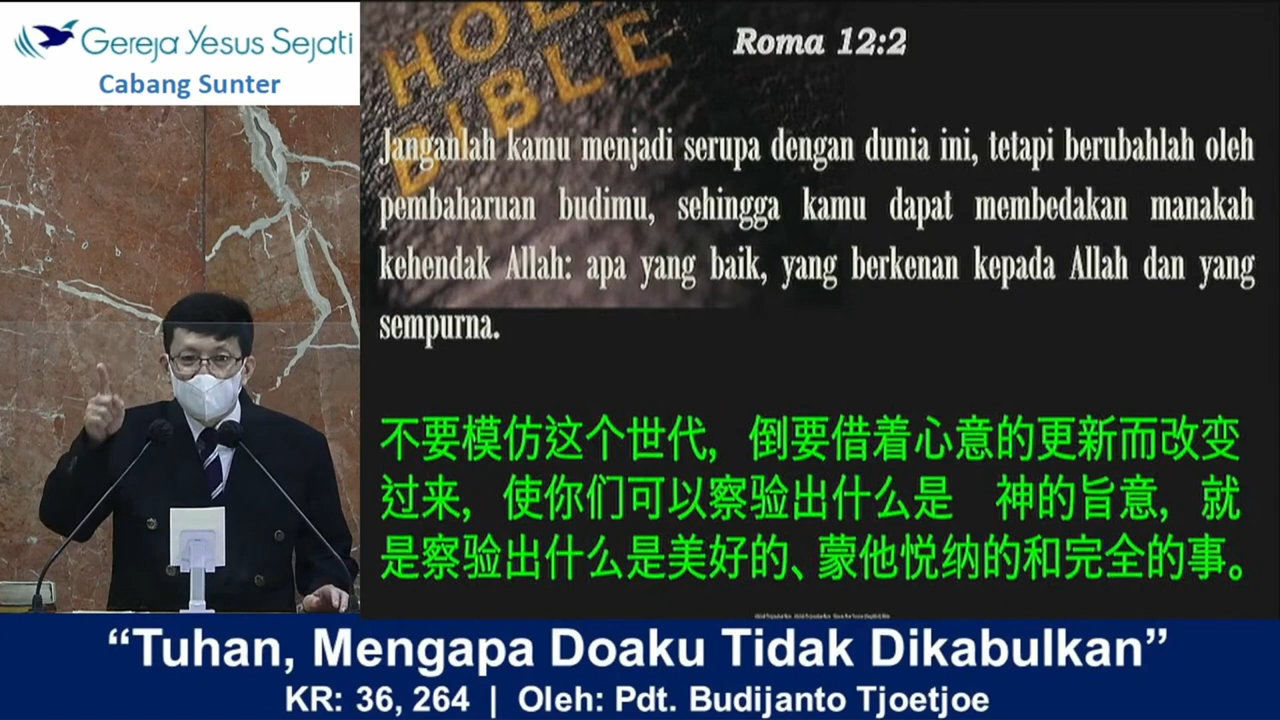 Gereja Yesus Sejati
Cabang Sunter
HOLY
BIBLE
Roma 12:2
Janganlah kamu menjadi serupa dengan dunia ini, tetapi berubahlah oleh
pembaharuan budimu, sehingga kamu dapat membedakan manakah
kehendak Allah: apa yang baik, yang berkenan kepada Allah dan yang
sempurna.
不要模仿这个世代，倒要借着心意的更新而改变
过来，使你们可以察验出什么是　神的旨意，就
是察验出什么是美好的、蒙他悦纳的和完全的事。
“Tuhan, Mengapa Doaku Tidak Dikabulkan”
KR: 36, 264 | Oleh: Pdt. Budijanto Tjoetjoe